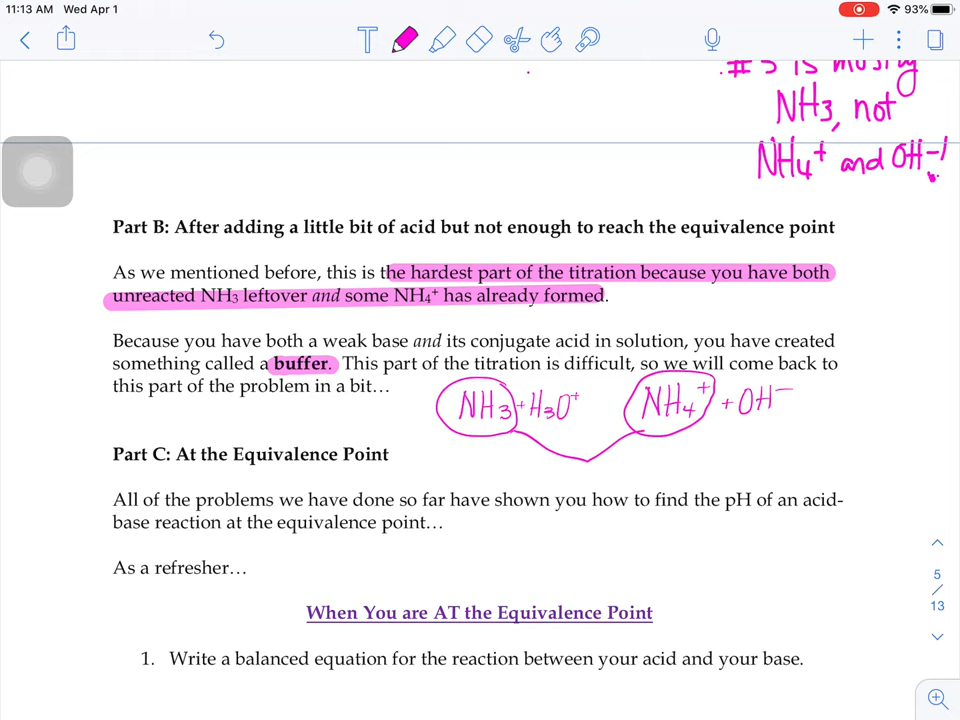 11:13 AM Wed Apr 1
93%
T
#3 is mostly
NH3, not
NH4+ and OH-1
Part B: After adding a little bit of acid but not enough to reach the equivalence point
As we mentioned before, this is the hardest part of the titration because you have both
unreacted NH3 leftover and some NH4+ has already formed.
Because you have both a weak base and its conjugate acid in solution, you have created
something called a buffer. This part of the titration is difficult, so we will come back to
this part of the problem in a bit…
NH3 + H3O+ NH4+ + OH−
Part C: At the Equivalence Point
All of the problems we have done so far have shown you how to find the pH of an acid-
base reaction at the equivalence point…
As a refresher…
5
/
13
When You are AT the Equivalence Point
1. Write a balanced equation for the reaction between your acid and your base.